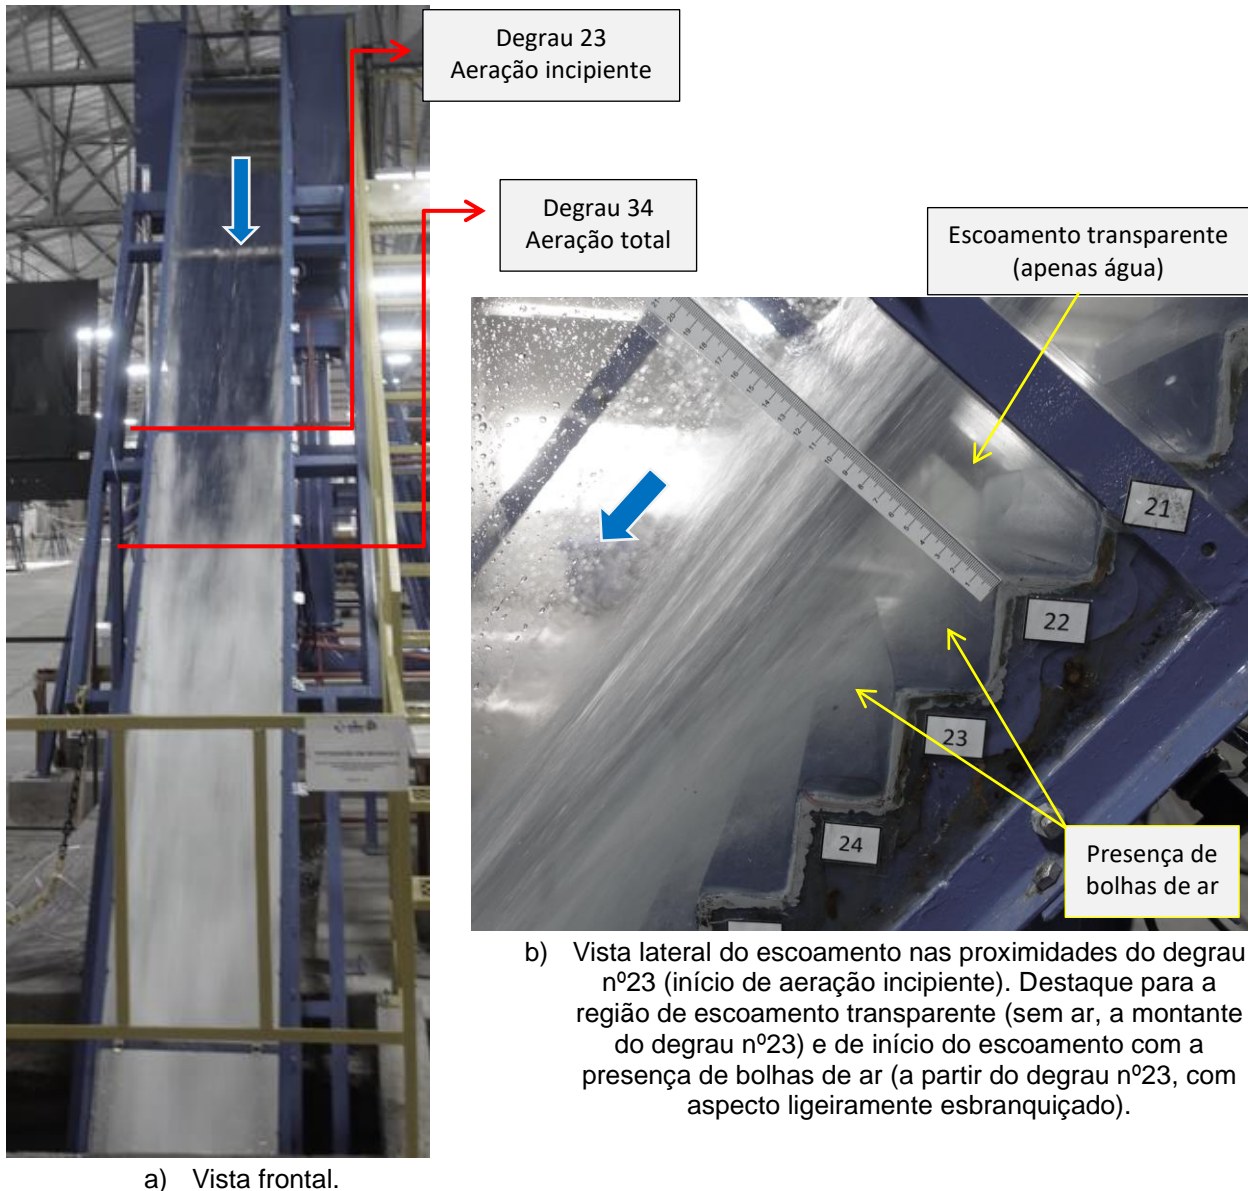 Degrau 23
Aeração incipiente
Degrau 34
Aeração total
Escoamento transparente
(apenas água)
21
22
23
24
Presença de
bolhas de ar
b) Vista lateral do escoamento nas proximidades do degrau
nº23 (início de aeração incipiente). Destaque para a
região de escoamento transparente (sem ar, a montante
do degrau nº23) e de início do escoamento com a
presença de bolhas de ar (a partir do degrau nº23, com
aspecto ligeiramente esbranquiçado).
a) Vista frontal.